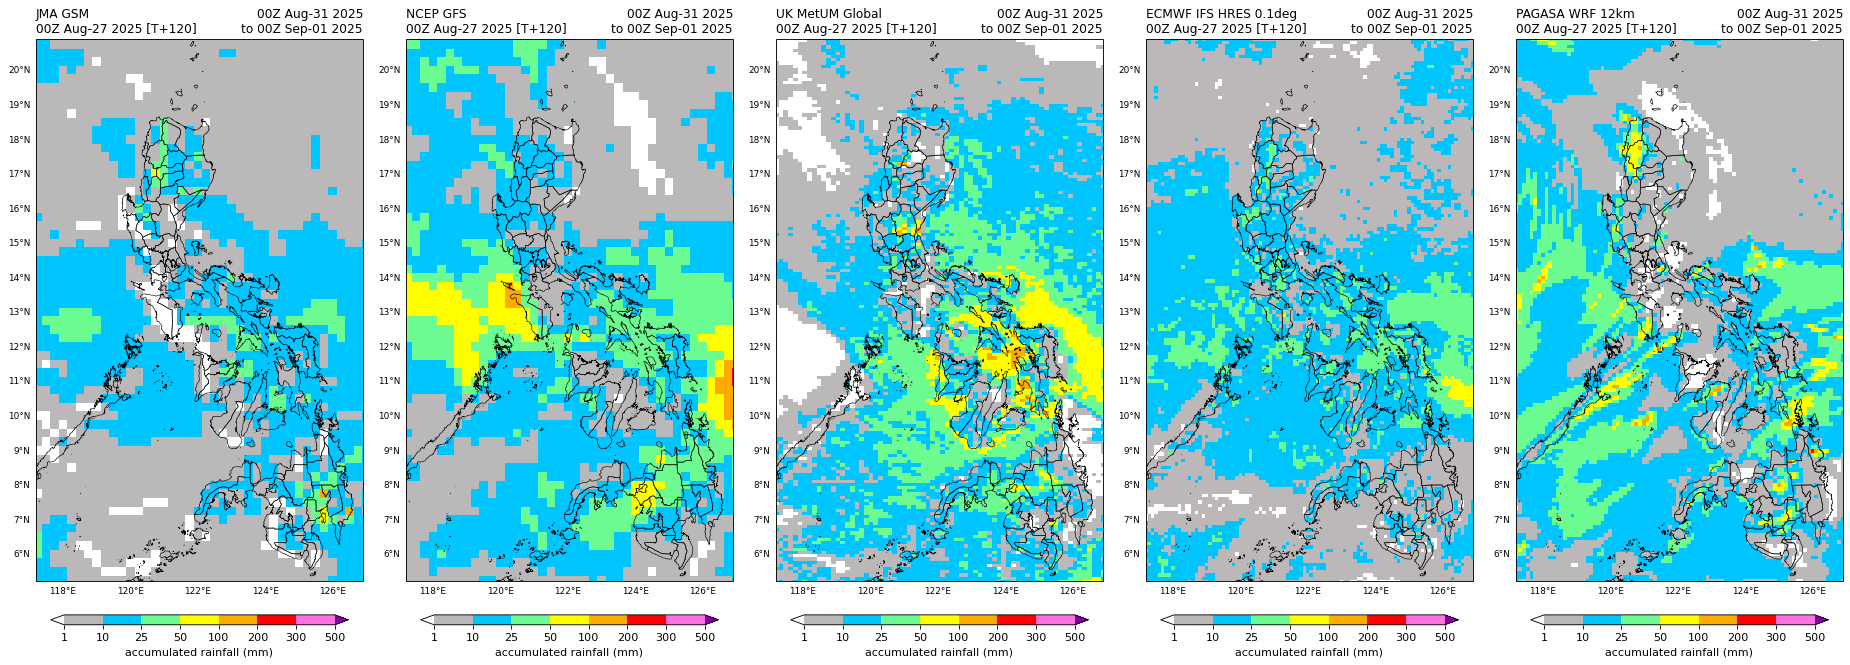 JMA GSM
00Z Aug-31 2025
00Z Aug-27 2025 [T+120]
to 00Z Sep-01 2025
20°N
19°N
18°N
17°N
16°N
15°N
14°N
13°N
12°N
11°N
10°N
9°N
8°N
7°N
6°N
118°E 120°E 122°E 124°E 126°E
1 10 25 50 100 200 300 500
accumulated rainfall (mm)
NCEP GFS
00Z Aug-31 2025
00Z Aug-27 2025 [T+120]
to 00Z Sep-01 2025
20°N
19°N
18°N
17°N
16°N
15°N
14°N
13°N
12°N
11°N
10°N
9°N
8°N
7°N
6°N
118°E 120°E 122°E 124°E 126°E
1 10 25 50 100 200 300 500
accumulated rainfall (mm)
UK MetUM Global
00Z Aug-31 2025
00Z Aug-27 2025 [T+120]
to 00Z Sep-01 2025
20°N
19°N
18°N
17°N
16°N
15°N
14°N
13°N
12°N
11°N
10°N
9°N
8°N
7°N
6°N
118°E 120°E 122°E 124°E 126°E
1 10 25 50 100 200 300 500
accumulated rainfall (mm)
ECMWF IFS HRES 0.1deg
00Z Aug-31 2025
00Z Aug-27 2025 [T+120]
to 00Z Sep-01 2025
20°N
19°N
18°N
17°N
16°N
15°N
14°N
13°N
12°N
11°N
10°N
9°N
8°N
7°N
6°N
118°E 120°E 122°E 124°E 126°E
1 10 25 50 100 200 300 500
accumulated rainfall (mm)
PAGASA WRF 12km
00Z Aug-31 2025
00Z Aug-27 2025 [T+120]
to 00Z Sep-01 2025
20°N
19°N
18°N
17°N
16°N
15°N
14°N
13°N
12°N
11°N
10°N
9°N
8°N
7°N
6°N
118°E 120°E 122°E 124°E 126°E
1 10 25 50 100 200 300 500
accumulated rainfall (mm)